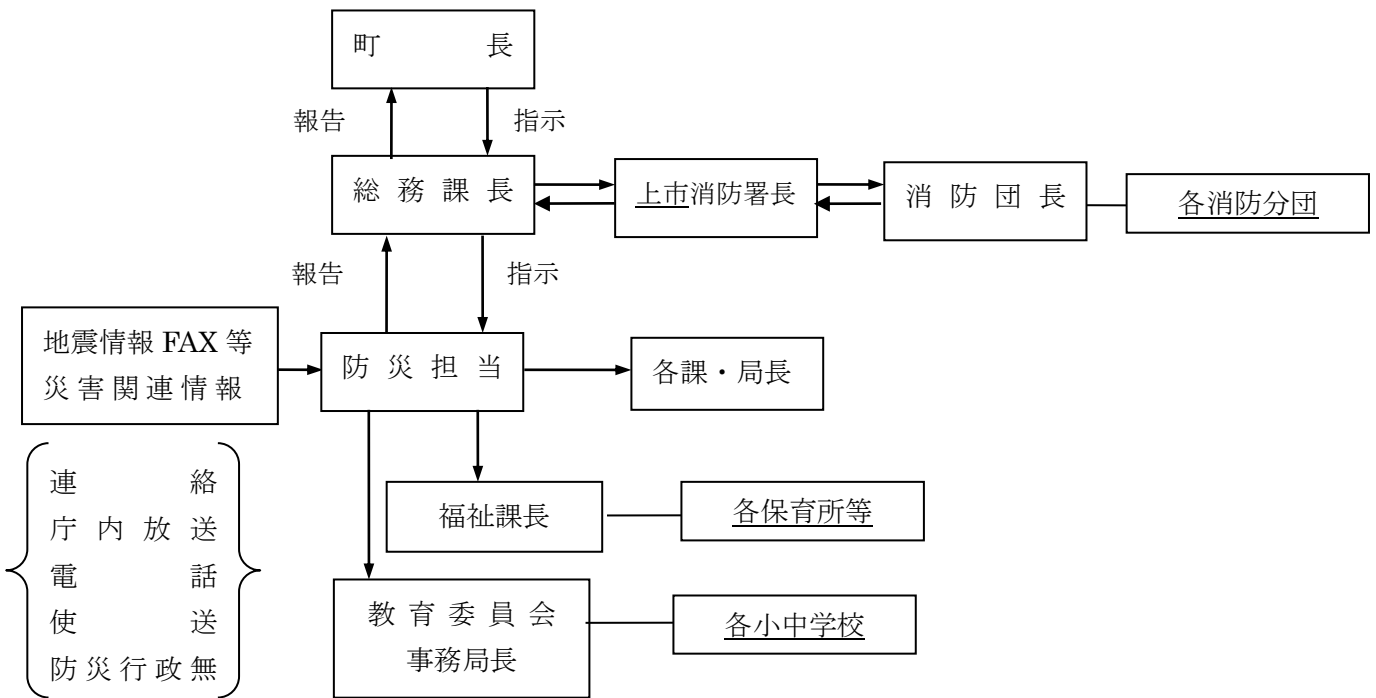 町長
報告
指示
総務課長
上市消防署長
消防団長
各消防分団
報告
指示
地震情報 FAX 等
災害関連情報
防災担当
各課・局長
連絡
庁内放送
電話
使送
防災行政無
福祉課長
各保育所等
教育委員会
事務局長
各小中学校